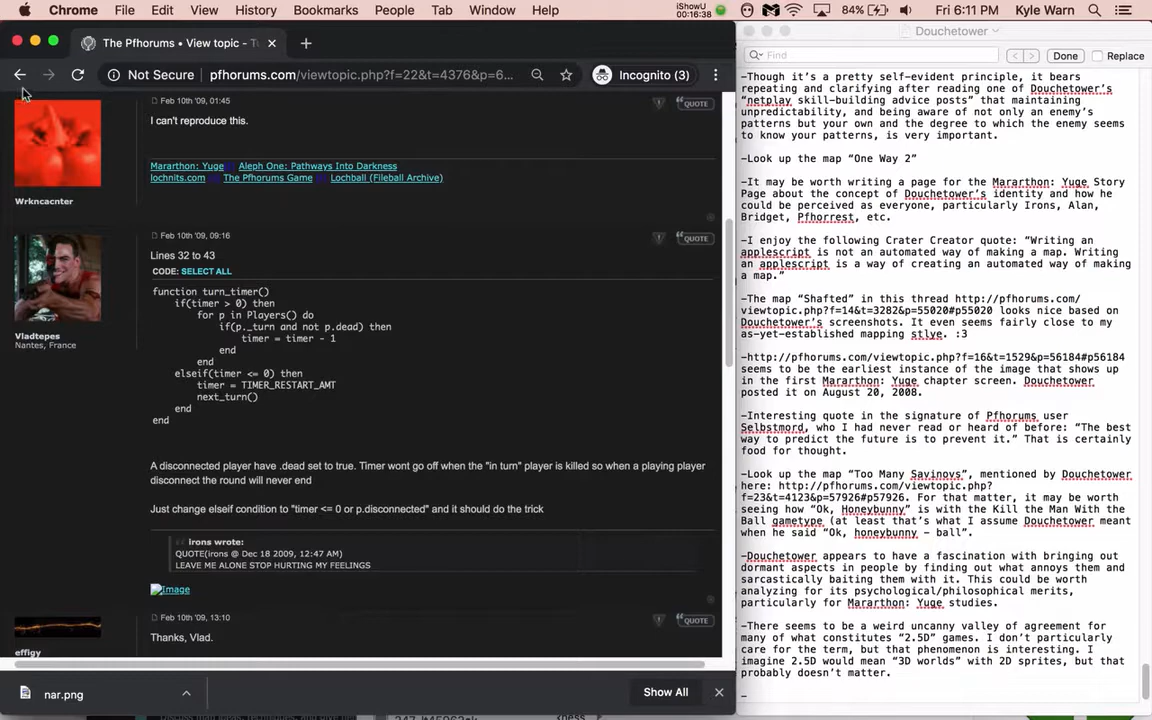 Chrome File Edit View History Bookmarks People Tab Window Help iShowU 00:16:38 84% Fri 6:11 PM Kyle Warn
The Pfhorums • View topic - T
Not Secure pfhorums.com/viewtopic.php?f=22&t=4376&p=6... Incognito (3)
Feb 10th '09, 01:45 QUOTE
I can't reproduce this.
Mararthon: Yuge Aleph One: Pathways Into Darkness
lochnits.com The Pfhorums Game Lochball (Fileball Archive)
Wrkncacnter
Feb 10th '09, 09:16 QUOTE
Lines 32 to 43
CODE: SELECT ALL
function turn_timer()
if(timer > 0) then
for p in Players() do
if(p._turn and not p.dead) then
timer = timer - 1
end
end
elseif(timer <= 0) then
timer = TIMER_RESTART_AMT
next_turn()
end
end
Vladtepes
Nantes, France
A disconnected player have .dead set to true. Timer wont go off when the "in turn" player is killed so when a playing player
disconnect the round will never end
Just change elseif condition to "timer <= 0 or p.disconnected" and it should do the trick
irons wrote:
QUOTE(irons @ Dec 18 2009, 12:47 AM)
LEAVE ME ALONE STOP HURTING MY FEELINGS
Image
Feb 10th '09, 13:10 QUOTE
Thanks, Vlad.
effigy
nar.png
Show All
Douchetower
Find Done Replace
-Though it's a pretty self-evident principle, it bears
repeating and clarifying after reading one of Douchetower's
"netplay skill-building advice posts" that maintaining
unpredictability, and being aware of not only an enemy's
patterns but your own and the degree to which the enemy seems
to know your patterns, is very important.
-Look up the map "One Way 2"
-It may be worth writing a page for the Mararthon: Yuge Story
Page about the concept of Douchetower's identity and how he
could be perceived as everyone, particularly Irons, Alan,
Bridget, Pfhorrest, etc.
-I enjoy the following Crater Creator quote: "Writing an
applescript is not an automated way of making a map. Writing
an applescript is a way of creating an automated way of making
a map."
-The map "Shafted" in this thread http://pfhorums.com/
viewtopic.php?f=14&t=3282&p=55020#p55020 looks nice based on
Douchetower's screenshots. It even seems fairly close to my
as-yet-established mapping stlye. :3
-http://pfhorums.com/viewtopic.php?f=16&t=1529&p=56184#p56184
seems to be the earliest instance of the image that shows up
in the first Mararthon: Yuge chapter screen. Douchetower
posted it on August 20, 2008.
-Interesting quote in the signature of Pfhorums user
Selbstmord, who I had never read or heard of before: "The best
way to predict the future is to prevent it." That is certainly
food for thought.
-Look up the map "Too Many Savinovs", mentioned by Douchetower
here: http://pfhorums.com/viewtopic.php?
f=23&t=4123&p=57926#p57926. For that matter, it may be worth
seeing how "Ok, Honeybunny" is with the Kill the Man With the
Ball gametype (at least that's what I assume Douchetower meant
when he said "Ok, honeybunny - ball".
-Douchetower appears to have a fascination with bringing out
dormant aspects in people by finding out what annoys them and
sarcastically baiting them with it. This could be worth
analyzing for its psychological/philosophical merits,
particularly for Mararthon: Yuge studies.
-There seems to be a weird uncanny valley of agreement for
many of what constitutes "2.5D" games. I don't particularly
care for the term, but that phenomenon is interesting. I
imagine 2.5D would mean "3D worlds" with 2D sprites, but that
probably doesn't matter.
-